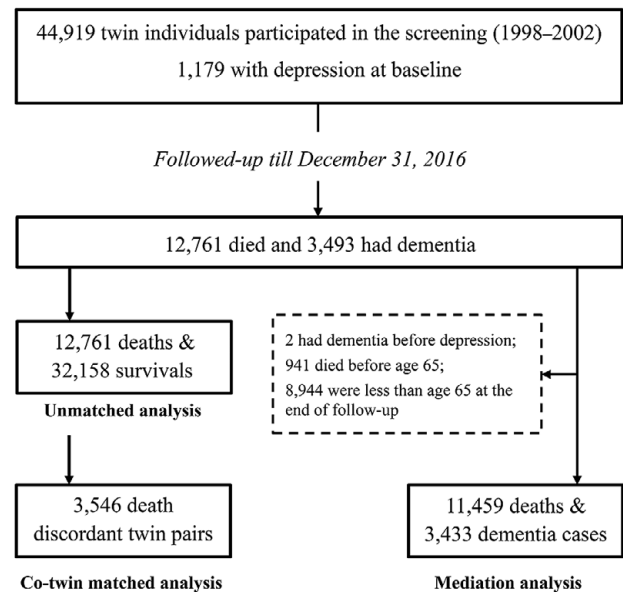 44,919 twin individuals participated in the screening (1998–2002)
1,179 with depression at baseline
Followed-up till December 31, 2016
12,761 died and 3,493 had dementia
12,761 deaths &
32,158 survivals
Unmatched analysis
2 had dementia before depression;
941 died before age 65;
8,944 were less than age 65 at the
end of follow-up
3,546 death
discordant twin pairs
Co-twin matched analysis
11,459 deaths &
3,433 dementia cases
Mediation analysis